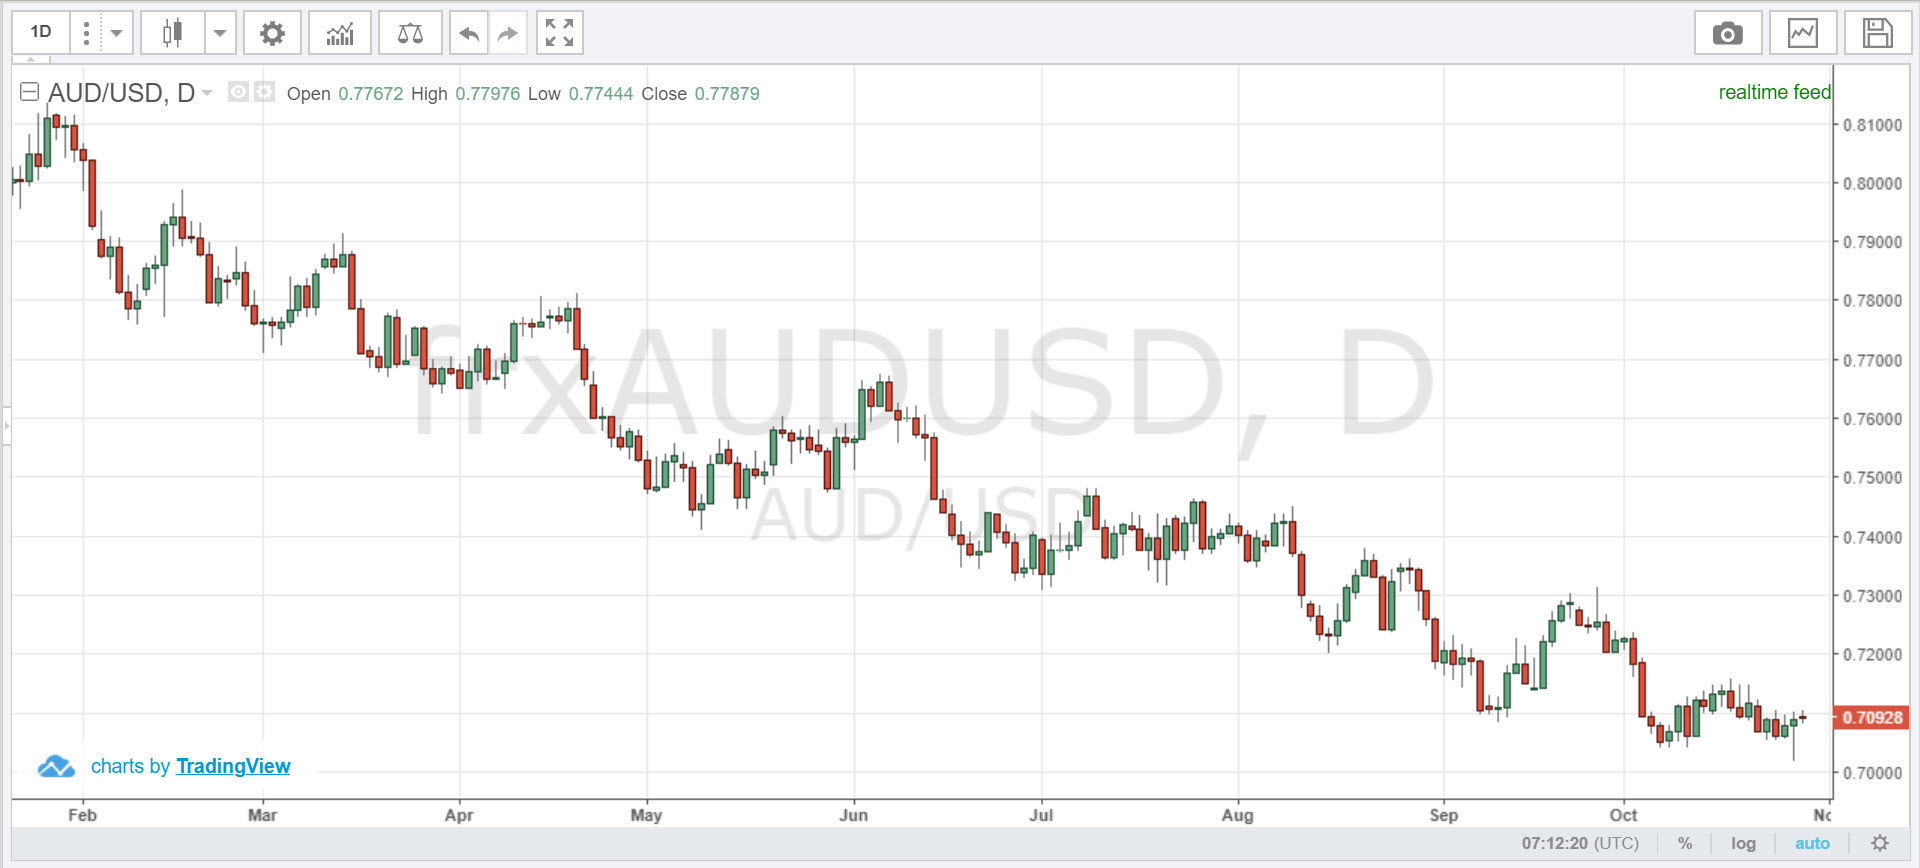 1D
AUD/USD, D Open 0.77672 High 0.77976 Low 0.77444 Close 0.77879
realtime feed
0.81000
0.80000
0.79000
0.78000
0.77000
0.76000
0.75000
0.74000
0.73000
0.72000
0.70928
0.70000
frxAUDUSD, D
AUD/USD
charts by TradingView
Feb Mar Apr May Jun Jul Aug Sep Oct
07:12:20 (UTC) % log auto